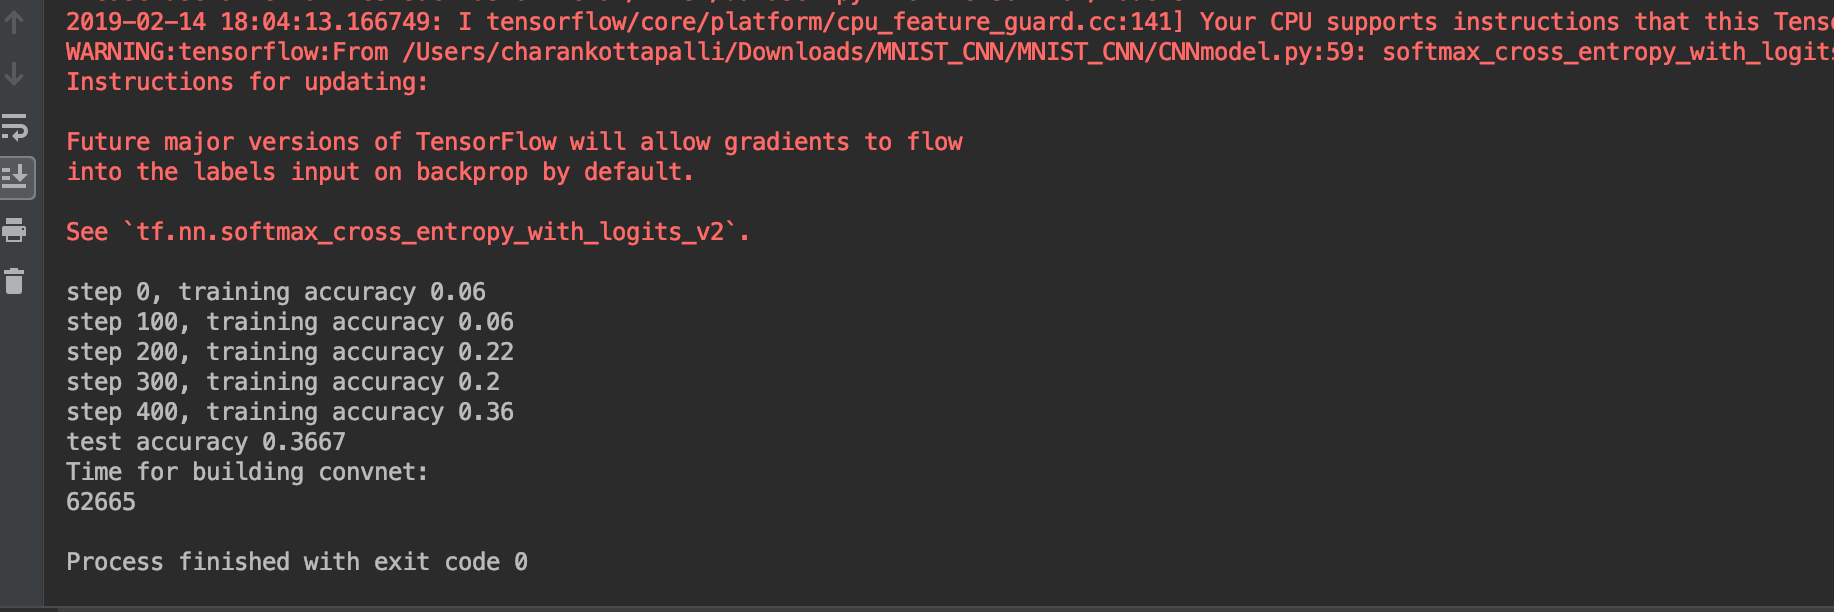 2019-02-14 18:04:13.166749: I tensorflow/core/platform/cpu_feature_guard.cc:141] Your CPU supports instructions that this Tens
WARNING:tensorflow:From /Users/charankottapalli/Downloads/MNIST_CNN/MNIST_CNN/CNNmodel.py:59: softmax_cross_entropy_with_logits
Instructions for updating:
Future major versions of TensorFlow will allow gradients to flow
into the labels input on backprop by default.
See `tf.nn.softmax_cross_entropy_with_logits_v2`.
step 0, training accuracy 0.06
step 100, training accuracy 0.06
step 200, training accuracy 0.22
step 300, training accuracy 0.2
step 400, training accuracy 0.36
test accuracy 0.3667
Time for building convnet:
62665
Process finished with exit code 0